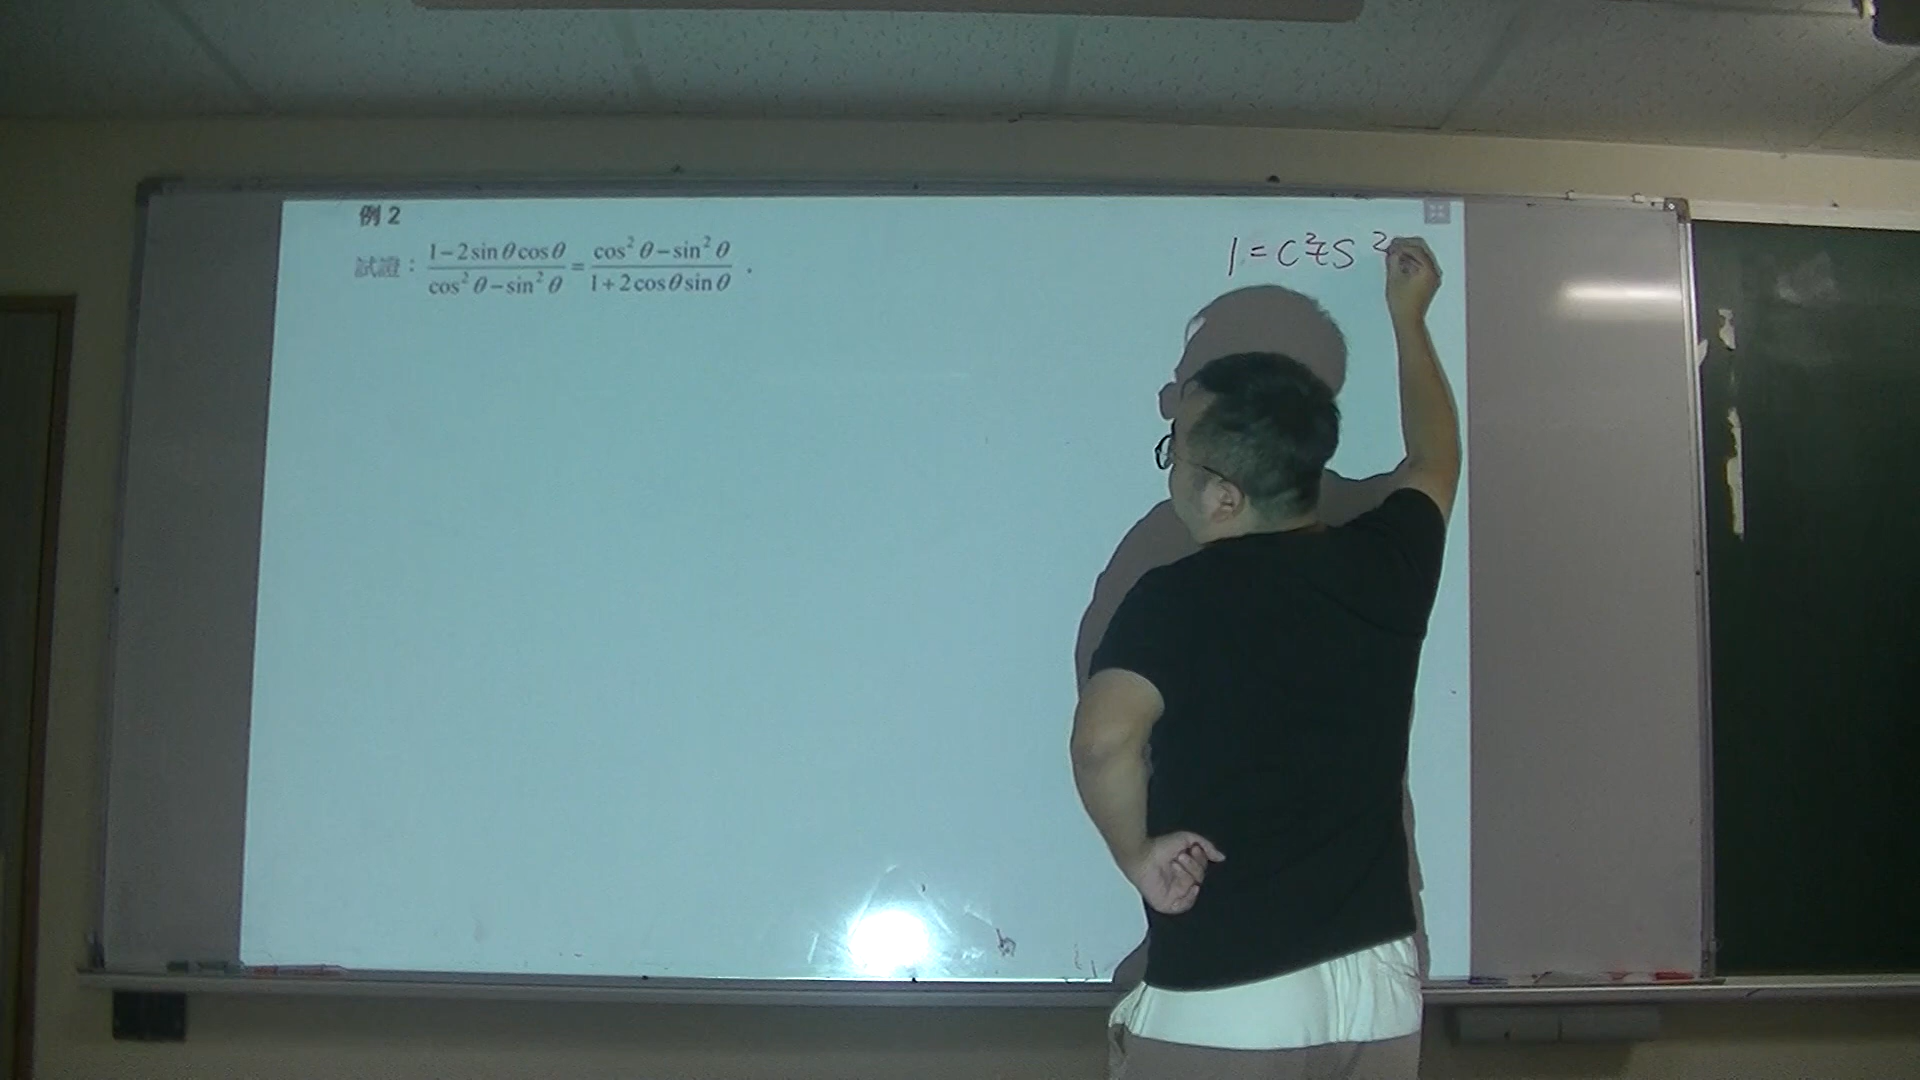 例 2
試證：\frac{1-2\sin\theta\cos\theta}{\cos^2\theta-\sin^2\theta}=\frac{\cos^2\theta-\sin^2\theta}{1+2\cos\theta\sin\theta}．
1=C²+S²